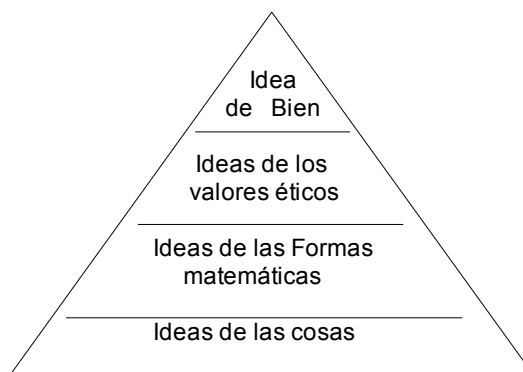 Idea
de Bien
Ideas de los
valores éticos
Ideas de las Formas
matemáticas
Ideas de las cosas